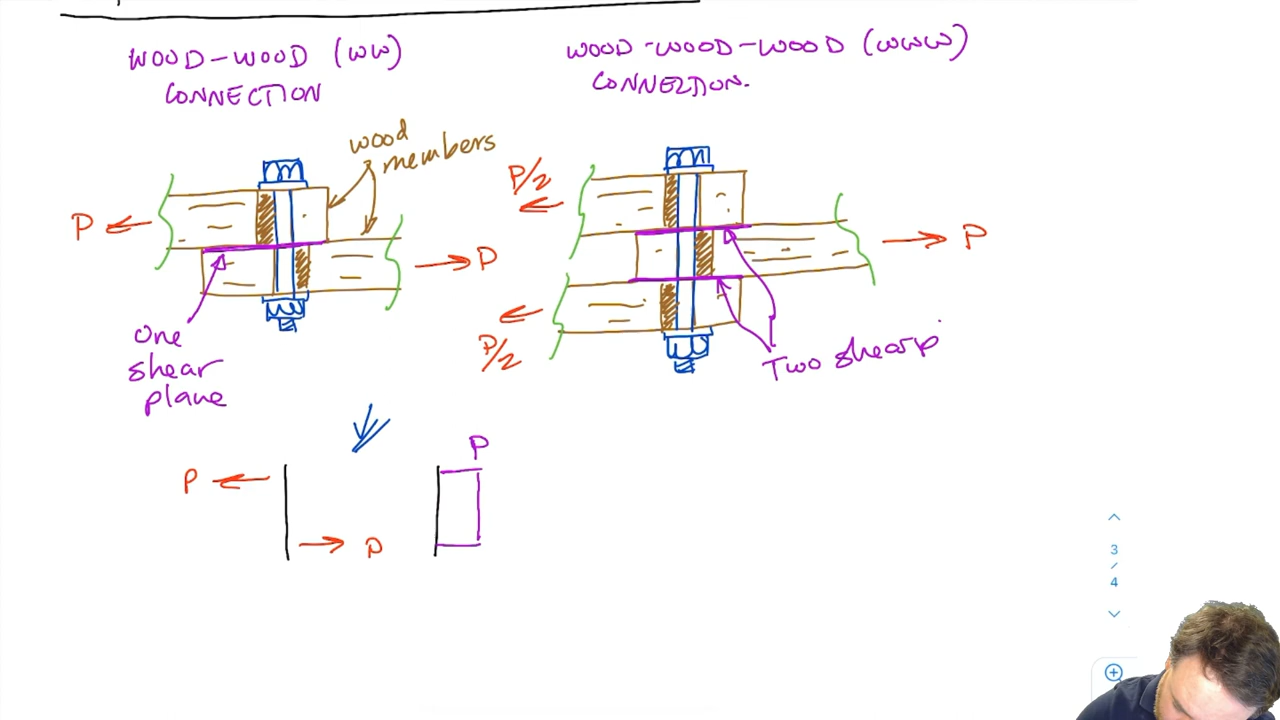 WOOD-WOOD (WW)
CONNECTION
WOOD-WOOD-WOOD (WWW)
CONNECTION.
wood
members
P
P
P/2
P/2
P
One
shear
plane
Two shear p
P
P
P
3
/
4